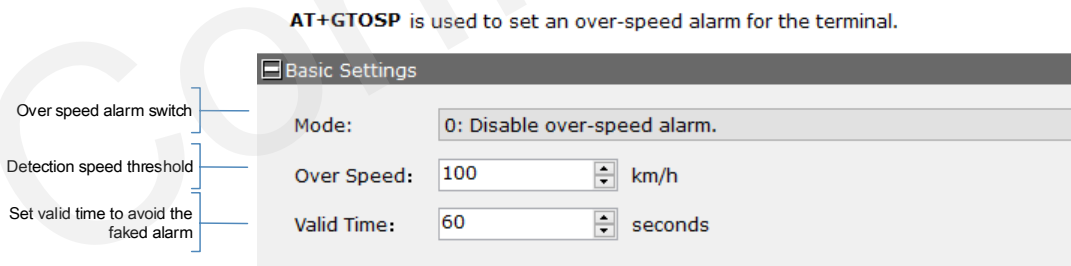 AT+GTOSP is used to set an over-speed alarm for the terminal.
Basic Settings
Over speed alarm switch
Mode: 0: Disable over-speed alarm.
Detection speed threshold
Over Speed: 100 km/h
Set valid time to avoid the
faked alarm
Valid Time: 60 seconds